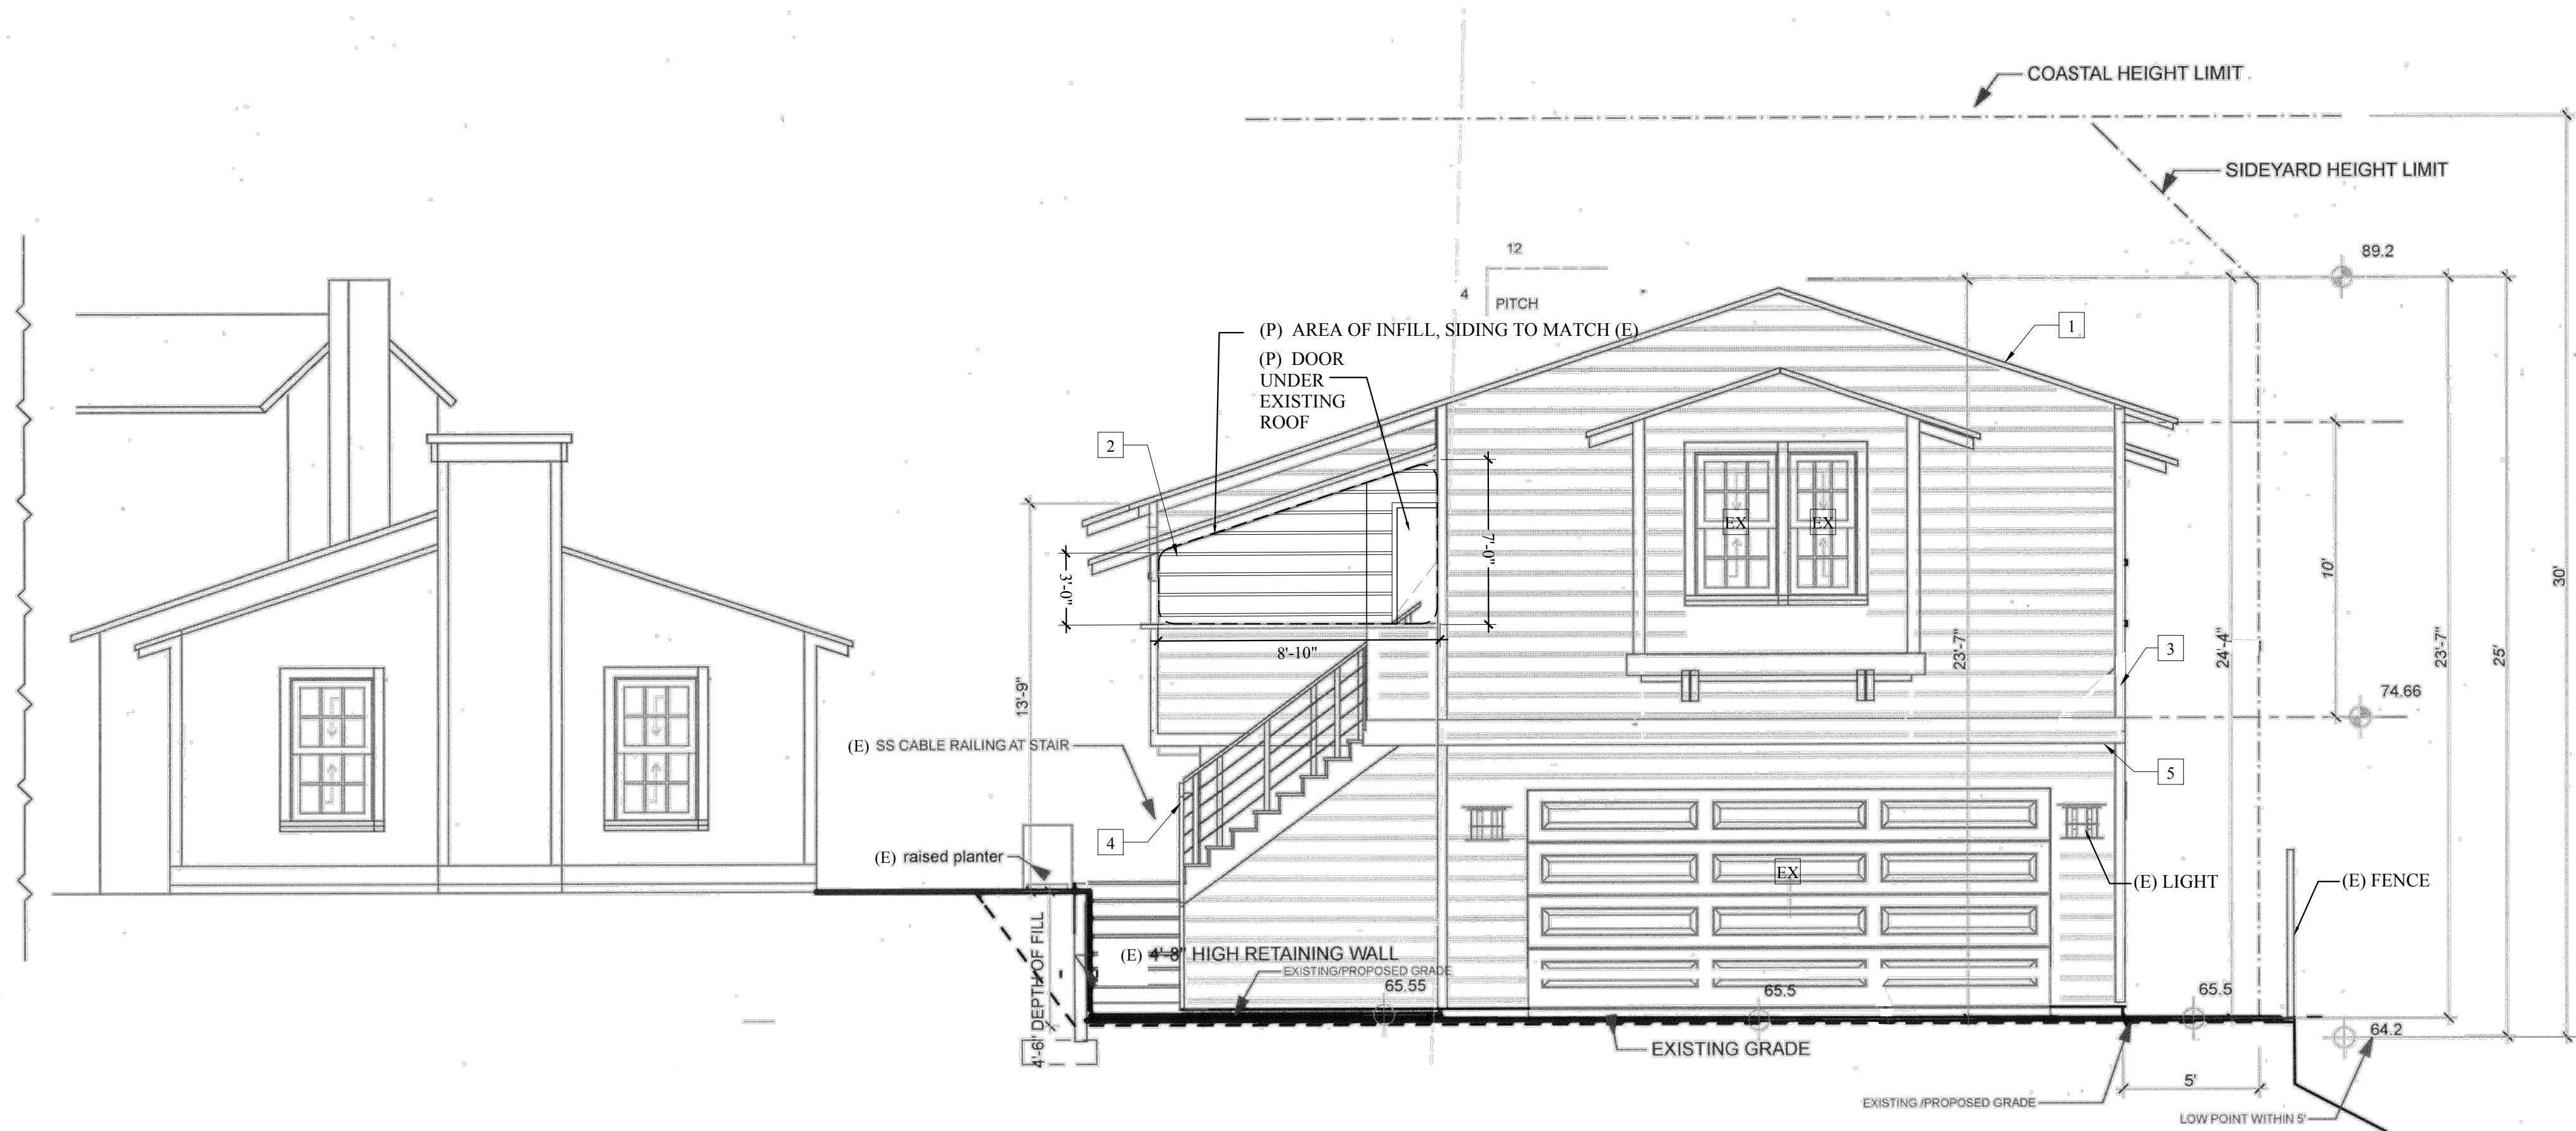 COASTAL HEIGHT LIMIT
SIDEYARD HEIGHT LIMIT
12
4
PITCH
89.2
(P) AREA OF INFILL, SIDING TO MATCH (E)
(P) DOOR
UNDER
EXISTING
ROOF
1
2
EX
EX
7'-0"
3'-0"
8'-10"
10'
30'
23'-7"
24'-4"
23'-7"
25'
3
74.66
13'-9"
(E) SS CABLE RAILING AT STAIR
5
4
(E) raised planter
EX
(E) LIGHT
(E) FENCE
4'-6" DEPTH OF FILL
(E) 4'-8" HIGH RETAINING WALL
EXISTING/PROPOSED GRADE
65.55
65.5
65.5
64.2
EXISTING GRADE
5'
EXISTING /PROPOSED GRADE
LOW POINT WITHIN 5'